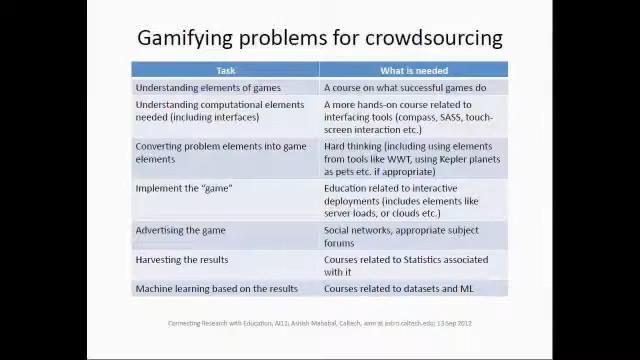 Gamifying problems for crowdsourcing
Task What is needed
Understanding elements of games A course on what successful games do
Understanding computational elements A more hands-on course related to
needed (including interfaces) interfacing tools (compass, SASS, touch-
screen interaction etc.)
Converting problem elements into game Hard thinking (including using elements
elements from tools like WWT, using Kepler planets
as pets etc. if appropriate)
Implement the “game” Education related to interactive
deployments (includes elements like
server loads, or clouds etc.)
Advertising the game Social networks, appropriate subject
forums
Harvesting the results Courses related to Statistics associated
with it
Machine learning based on the results Courses related to datasets and ML
Connecting Research with Education, AI12; Ashish Mahabal, Caltech, aam at astro.caltech.edu; 13 Sep 2012